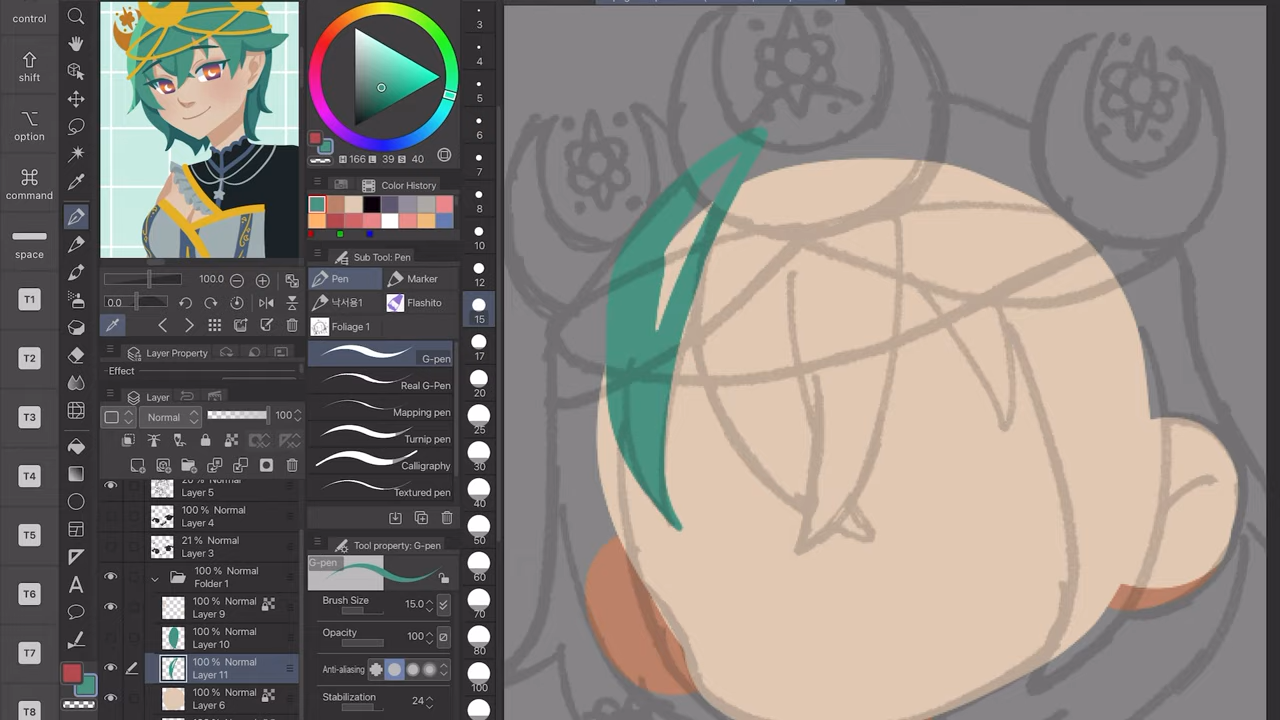 control
shift
option
command
space
T1
T2
T3
T4
T5
T6
T7
T8
100.0
0.0
Layer Property
Effect
Layer
Normal
100
20 % Normal
Layer 5
100 % Normal
Layer 4
21 % Normal
Layer 3
100 % Normal
Folder 1
100 % Normal
Layer 9
100 % Normal
Layer 10
100 % Normal
Layer 11
100 % Normal
Layer 6
H 166 L 39 S 40
Color History
Sub Tool: Pen
Pen
Marker
낙서용1
Flashito
Foliage 1
G-pen
Real G-Pen
Mapping pen
Turnip pen
Calligraphy
Textured pen
Tool property: G-pen
G-pen
Brush Size
15.0
Opacity
100
Anti-aliasing
Stabilization
24
3
4
5
6
7
8
10
12
15
17
20
25
30
40
50
60
70
80
100